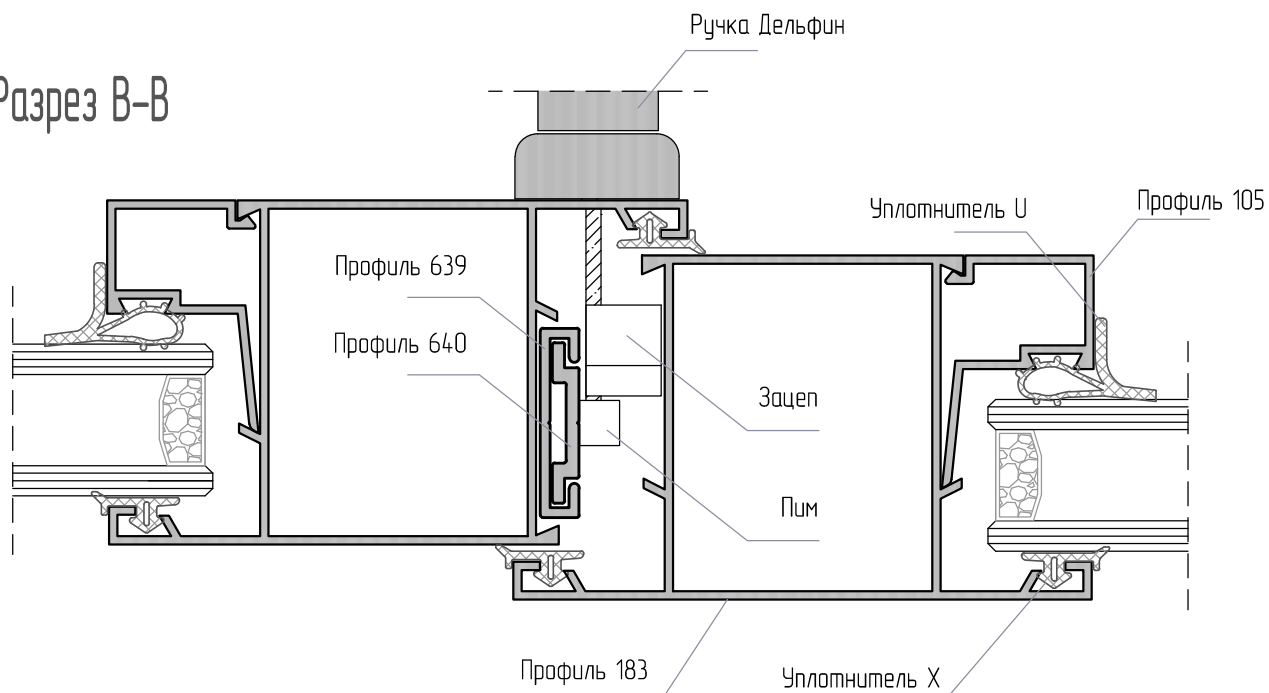 Ручка Дельфин
Разрез В-В
Уплотнитель U
Профиль 105
Профиль 639
Профиль 640
Зацеп
Пим
Профиль 183
Уплотнитель X